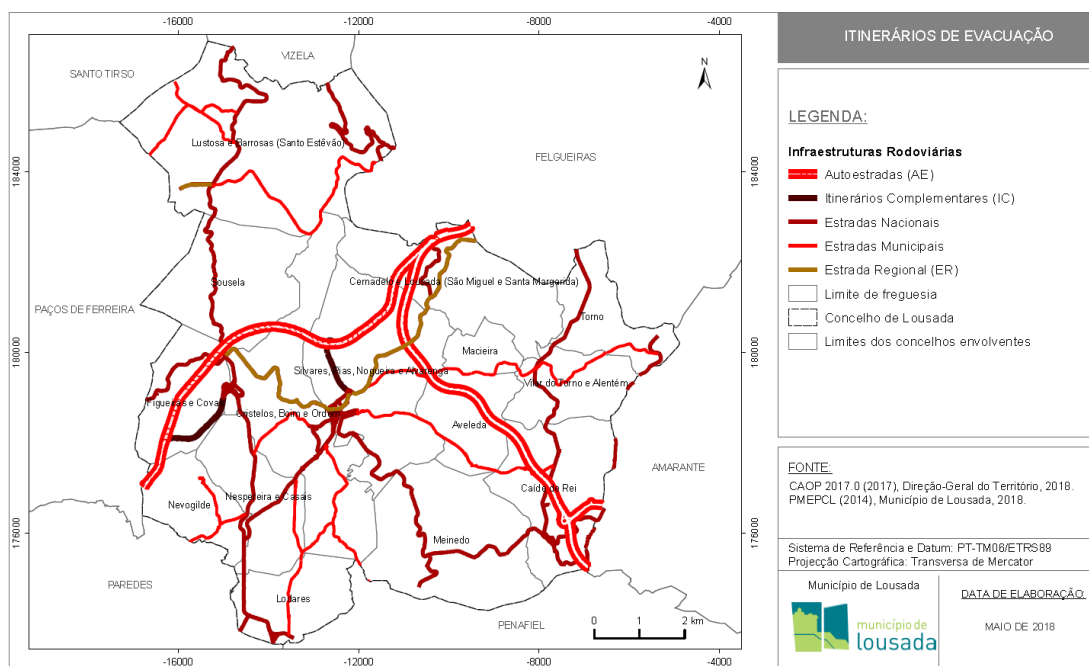 -16000
-12000
-8000
-4000
ITINERÁRIOS DE EVACUAÇÃO
VIZELA
SANTO TIRSO
N
LEGENDA:
Lustosa e Barrosas (Santo Estêvão)
Infraestruturas Rodoviárias
FELGUEIRAS
184000
184000
Autoestradas (AE)
Itinerários Complementares (IC)
Estradas Nacionais
Estradas Municipais
Estrada Regional (ER)
Sousela
Cernadelo e Lousada (São Miguel e Santa Margarida)
Limite de freguesia
PAÇOS DE FERREIRA
Torno
Concelho de Lousada
Limites dos concelhos envolventes
180000
180000
Macieira
Silvares, Pias, Nogueira e Alvarenga
Vilar do Torno e Alentém
Figueiras e Covas
Cristelos, Boim e Ordem
Aveleda
AMARANTE
FONTE:
CAOP 2017.0 (2017), Direção-Geral do Território, 2018.
PMEPCL (2014), Município de Lousada, 2018.
Caíde de Rei
Nespereira e Casais
Nevogilde
176000
176000
Meinedo
Sistema de Referência e Datum: PT-TM06/ETRS89
Projecção Cartográfica: Transversa de Mercator
PAREDES
Lodares
Município de Lousada
DATA DE ELABORAÇÃO:
PENAFIEL
0 1 2 km
município de
lousada
MAIO DE 2018
-16000
-12000
-8000
-4000